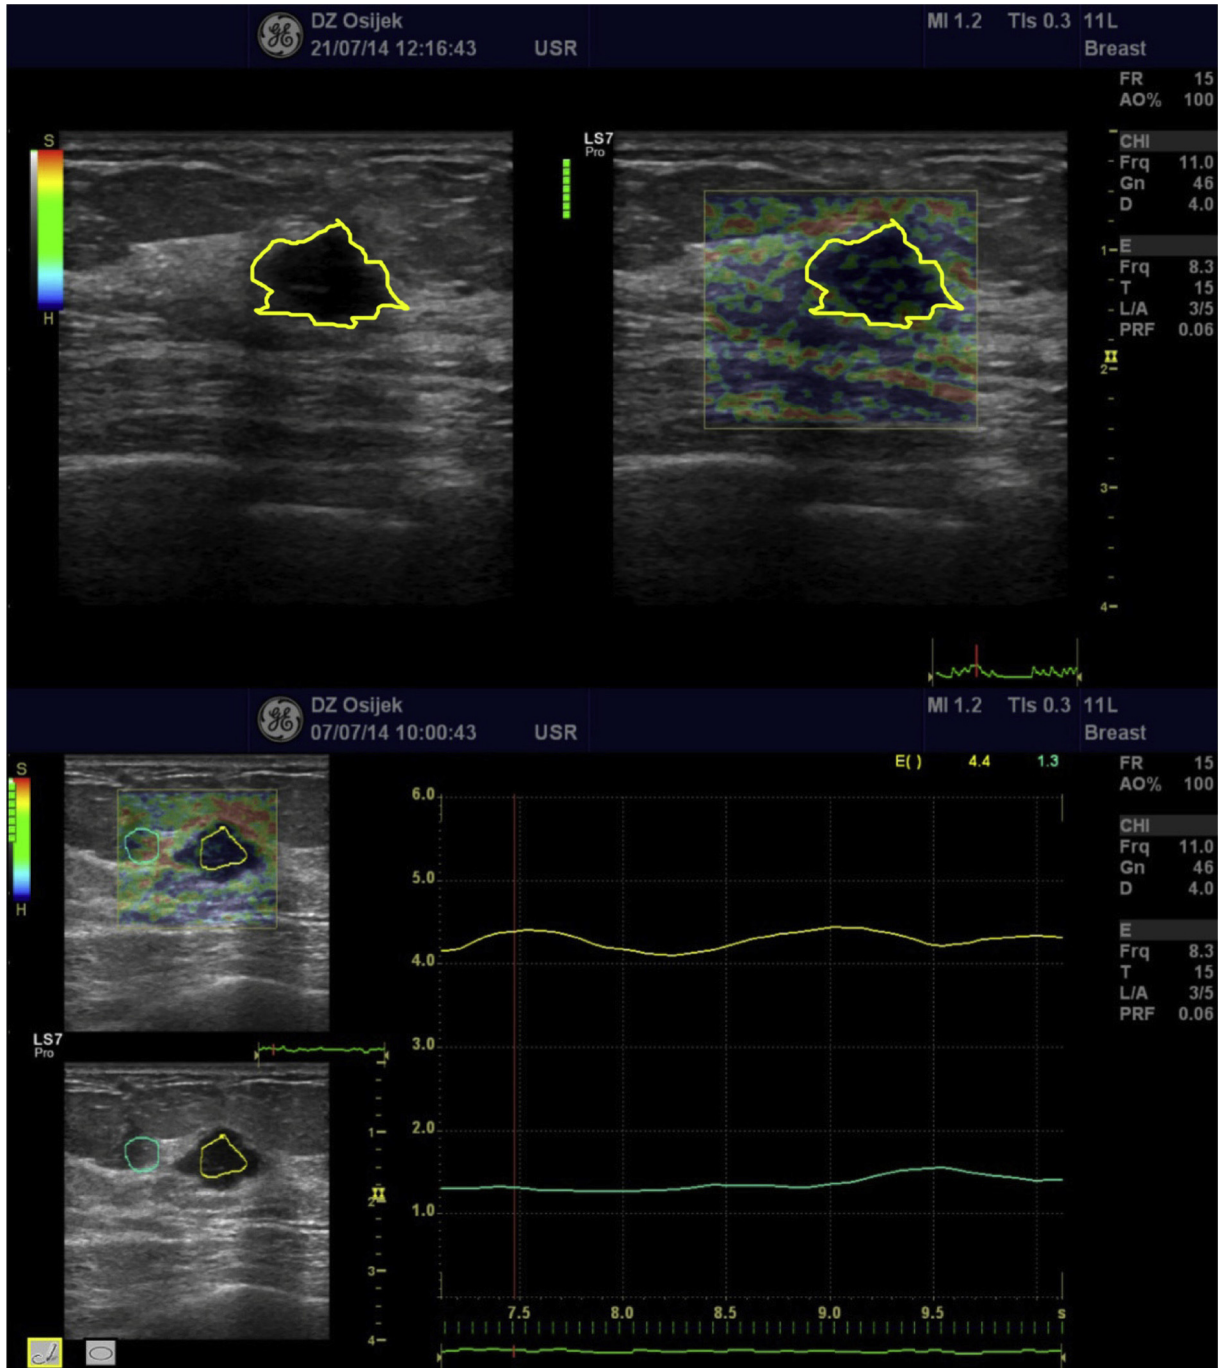 DZ Osijek
21/07/14 12:16:43 USR
MI 1.2 TIs 0.3 11L
Breast
FR 15
AO% 100
CHI
Frq 11.0
Gn 46
D 4.0
E
Frq 8.3
T 15
L/A 3/5
PRF 0.06
S
H
LS7
Pro
1
2
3
4
DZ Osijek
07/07/14 10:00:43 USR
MI 1.2 TIs 0.3 11L
Breast
E( ) 4.4 1.3
FR 15
AO% 100
CHI
Frq 11.0
Gn 46
D 4.0
E
Frq 8.3
T 15
L/A 3/5
PRF 0.06
S
H
LS7
Pro
1
2
3
4
6.0
5.0
4.0
3.0
2.0
1.0
7.5 8.0 8.5 9.0 9.5 s